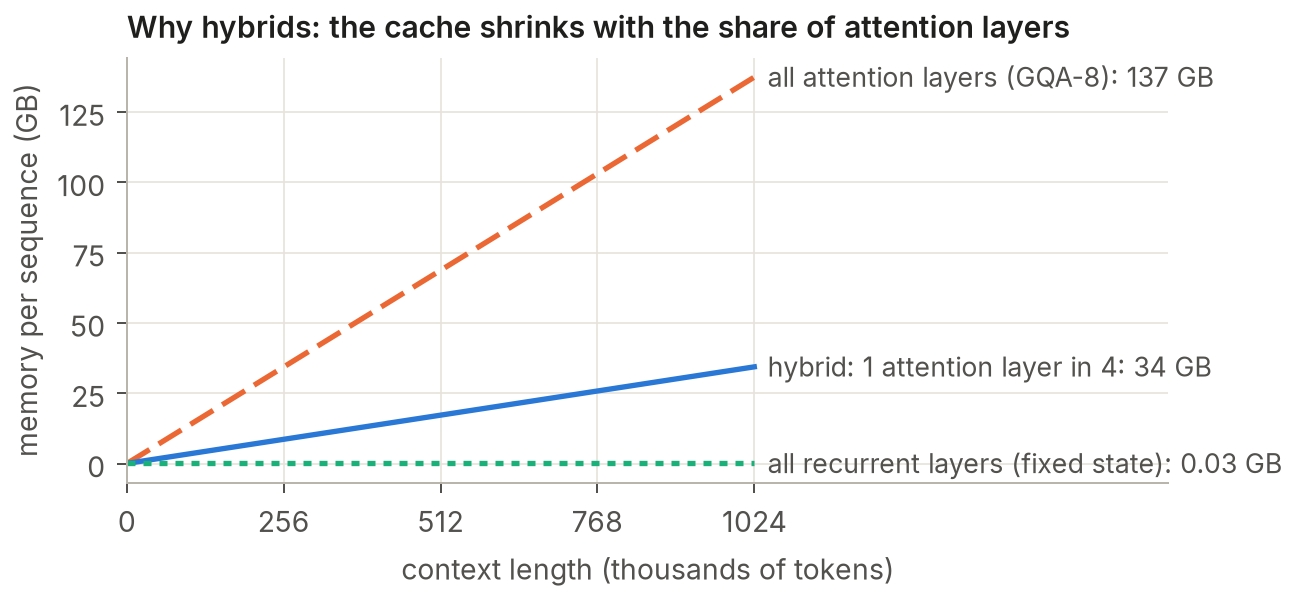 Why hybrids: the cache shrinks with the share of attention layers
memory per sequence (GB)
125
100
75
50
25
0
all attention layers (GQA-8): 137 GB
hybrid: 1 attention layer in 4: 34 GB
all recurrent layers (fixed state): 0.03 GB
0 256 512 768 1024
context length (thousands of tokens)